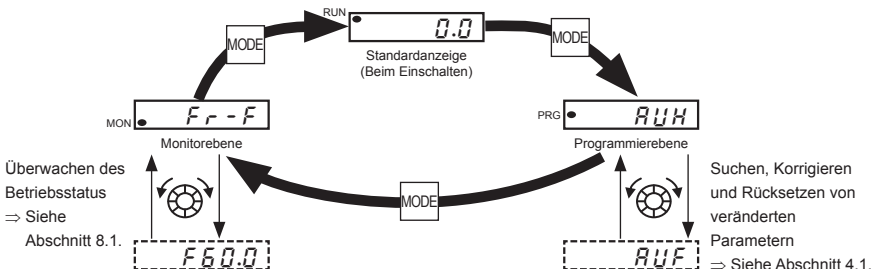 RUN
0.0
MODE
MODE
Standardanzeige
(Beim Einschalten)
MON
Fr-F
PRG
AUH
Monitorebene
Programmierebene
Überwachen des
Betriebsstatus
⇒ Siehe
Abschnitt 8.1.
MODE
Suchen, Korrigieren
und Rücksetzen von
veränderten
Parametern
⇒ Siehe Abschnitt 4.1.
F60.0
AUF